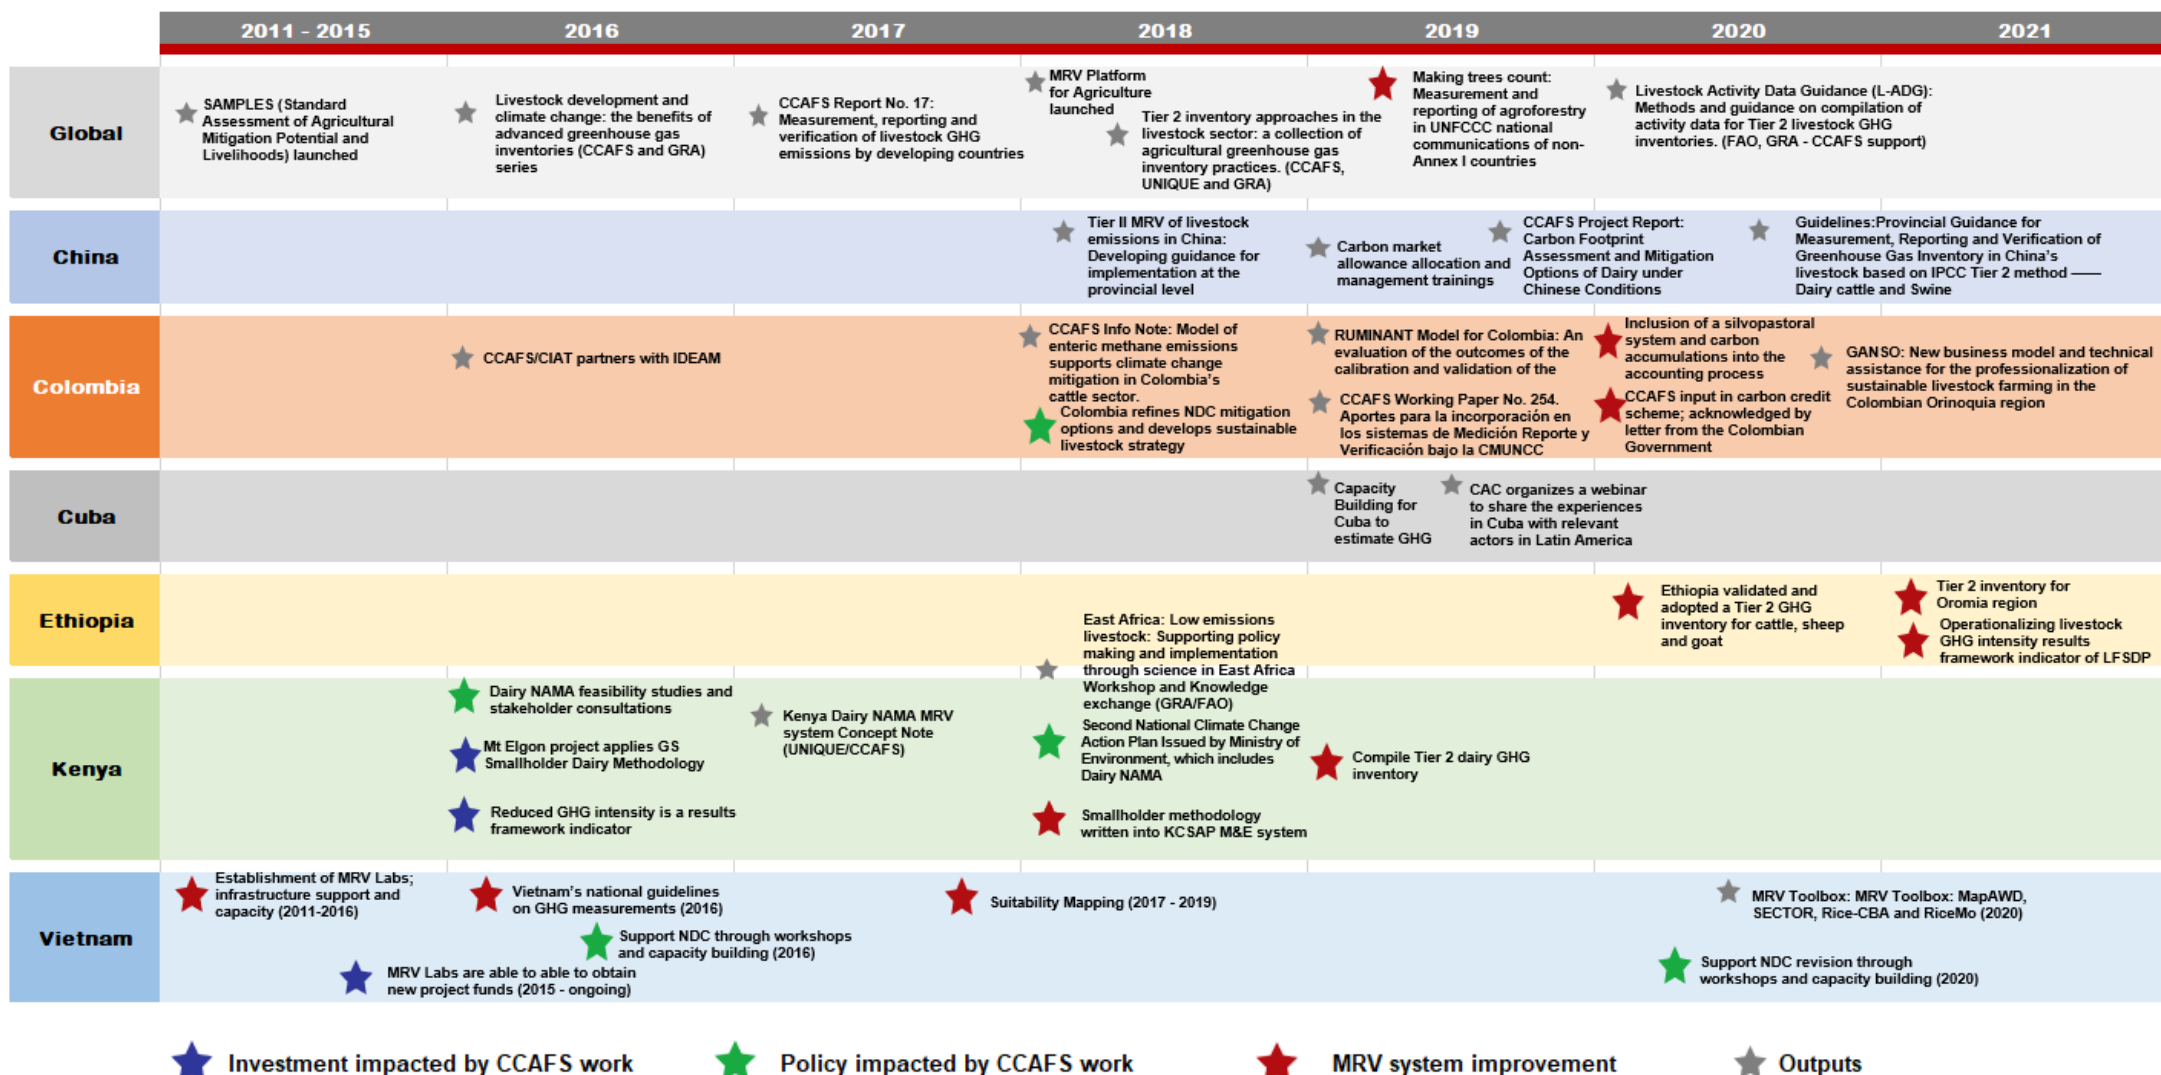 2011 - 2015
2016
2017
2018
2019
2020
2021
Global
SAMPLES (Standard
Assessment of Agricultural
Mitigation Potential and
Livelihoods) launched
Livestock development and
climate change: the benefits of
advanced greenhouse gas
inventories (CCAFS and GRA)
series
CCAFS Report No. 17:
Measurement, reporting and
verification of livestock GHG
emissions by developing countries
MRV Platform
for Agriculture
launched
Tier 2 inventory approaches in the
livestock sector: a collection of
agricultural greenhouse gas
inventory practices. (CCAFS,
UNIQUE and GRA)
Making trees count:
Measurement and
reporting of agroforestry
in UNFCCC national
communications of non-
Annex I countries
Livestock Activity Data Guidance (L-ADG):
Methods and guidance on compilation of
activity data for Tier 2 livestock GHG
inventories. (FAO, GRA - CCAFS support)
China
Tier II MRV of livestock
emissions in China:
Developing guidance for
implementation at the
provincial level
Carbon market
allowance allocation and
management trainings
CCAFS Project Report:
Carbon Footprint
Assessment and Mitigation
Options of Dairy under
Chinese Conditions
Guidelines:Provincial Guidance for
Measurement, Reporting and Verification of
Greenhouse Gas Inventory in China's
livestock based on IPCC Tier 2 method ——
Dairy cattle and Swine
Colombia
CCAFS/CIAT partners with IDEAM
CCAFS Info Note: Model of
enteric methane emissions
supports climate change
mitigation in Colombia's
cattle sector.
Colombia refines NDC mitigation
options and develops sustainable
livestock strategy
RUMINANT Model for Colombia: An
evaluation of the outcomes of the
calibration and validation of the
CCAFS Working Paper No. 254.
Aportes para la incorporación en
los sistemas de Medición Reporte y
Verificación bajo la CMUNCC
Inclusion of a silvopastoral
system and carbon
accumulations into the
accounting process
CCAFS input in carbon credit
scheme; acknowledged by
letter from the Colombian
Government
GANSO: New business model and technical
assistance for the professionalization of
sustainable livestock farming in the
Colombian Orinoquia region
Cuba
Capacity
Building for
Cuba to
estimate GHG
CAC organizes a webinar
to share the experiences
in Cuba with relevant
actors in Latin America
Ethiopia
East Africa: Low emissions
livestock: Supporting policy
making and implementation
through science in East Africa
Workshop and Knowledge
exchange (GRA/FAO)
Ethiopia validated and
adopted a Tier 2 GHG
inventory for cattle, sheep
and goat
Tier 2 inventory for
Oromia region
Operationalizing livestock
GHG intensity results
framework indicator of LFSDP
Kenya
Dairy NAMA feasibility studies and
stakeholder consultations
Mt Elgon project applies GS
Smallholder Dairy Methodology
Reduced GHG intensity is a results
framework indicator
Kenya Dairy NAMA MRV
system Concept Note
(UNIQUE/CCAFS)
Second National Climate Change
Action Plan Issued by Ministry of
Environment, which includes
Dairy NAMA
Smallholder methodology
written into KCSAP M&E system
Compile Tier 2 dairy GHG
inventory
Vietnam
Establishment of MRV Labs;
infrastructure support and
capacity (2011-2016)
MRV Labs are able to able to obtain
new project funds (2015 - ongoing)
Vietnam's national guidelines
on GHG measurements (2016)
Support NDC through workshops
and capacity building (2016)
Suitability Mapping (2017 - 2019)
MRV Toolbox: MRV Toolbox: MapAWD,
SECTOR, Rice-CBA and RiceMo (2020)
Support NDC revision through
workshops and capacity building (2020)
Investment impacted by CCAFS work
Policy impacted by CCAFS work
MRV system improvement
Outputs